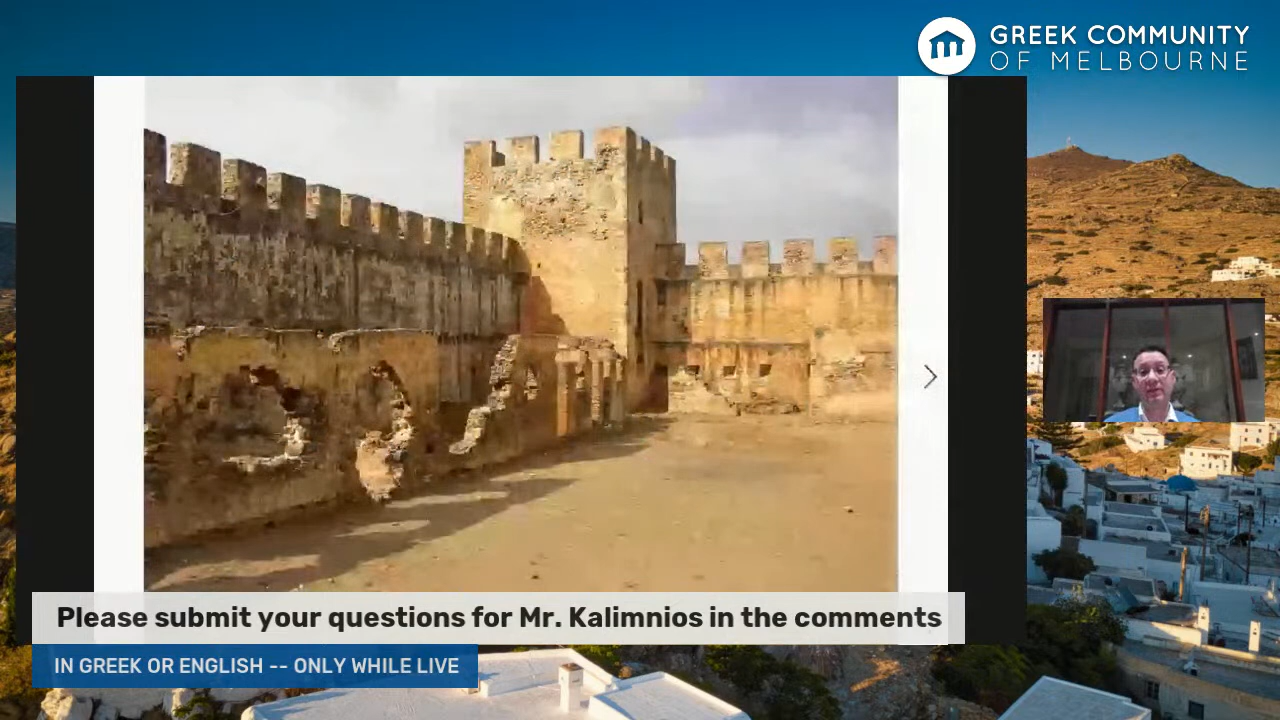 GREEK COMMUNITY
OF MELBOURNE
Please submit your questions for Mr. Kalimnios in the comments
IN GREEK OR ENGLISH -- ONLY WHILE LIVE